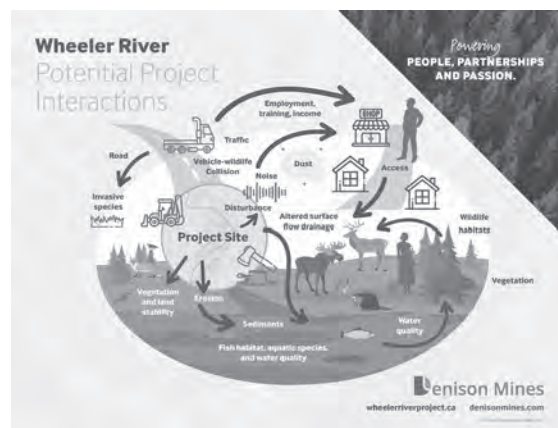 Wheeler River
Potential Project
Interactions
Powering
PEOPLE, PARTNERSHIPS
AND PASSION.
Employment,
training, income
SHOP
Traffic
Road
Vehicle-wildlife
Collision
Noise
Dust
Access
Invasive
species
Disturbance
Altered surface
flow drainage
Wildlife
habitats
Project Site
Vegetation
Vegetation
and land
stability
Erosion
Sediments
Water
quality
Fish habitat, aquatic species,
and water quality
Denison Mines
wheelerriverproject.ca denisonmines.com